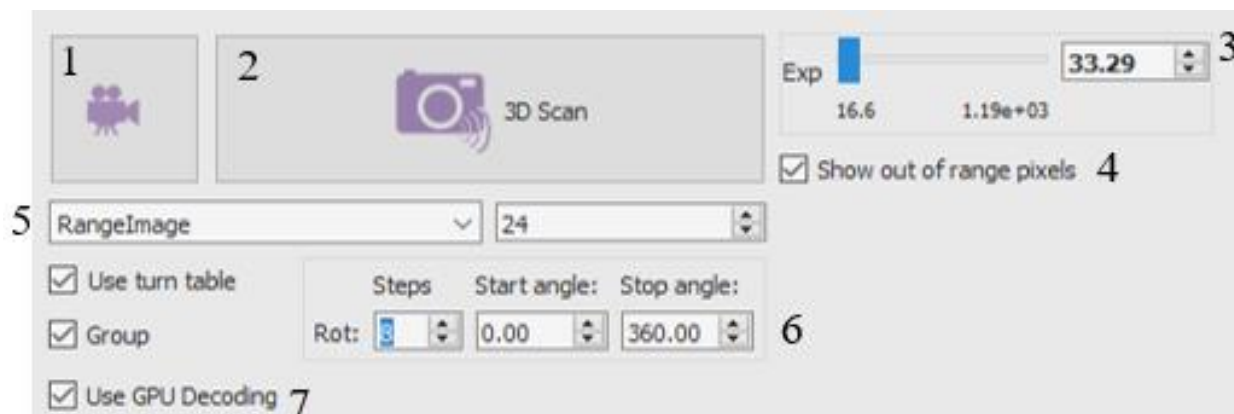 1
2
3D Scan
Exp
33.29
3
16.6
1.19e+03
Show out of range pixels
4
5
RangeImage
24
Use turn table
Steps
Start angle:
Stop angle:
Group
Rot:
8
0.00
360.00
6
Use GPU Decoding
7